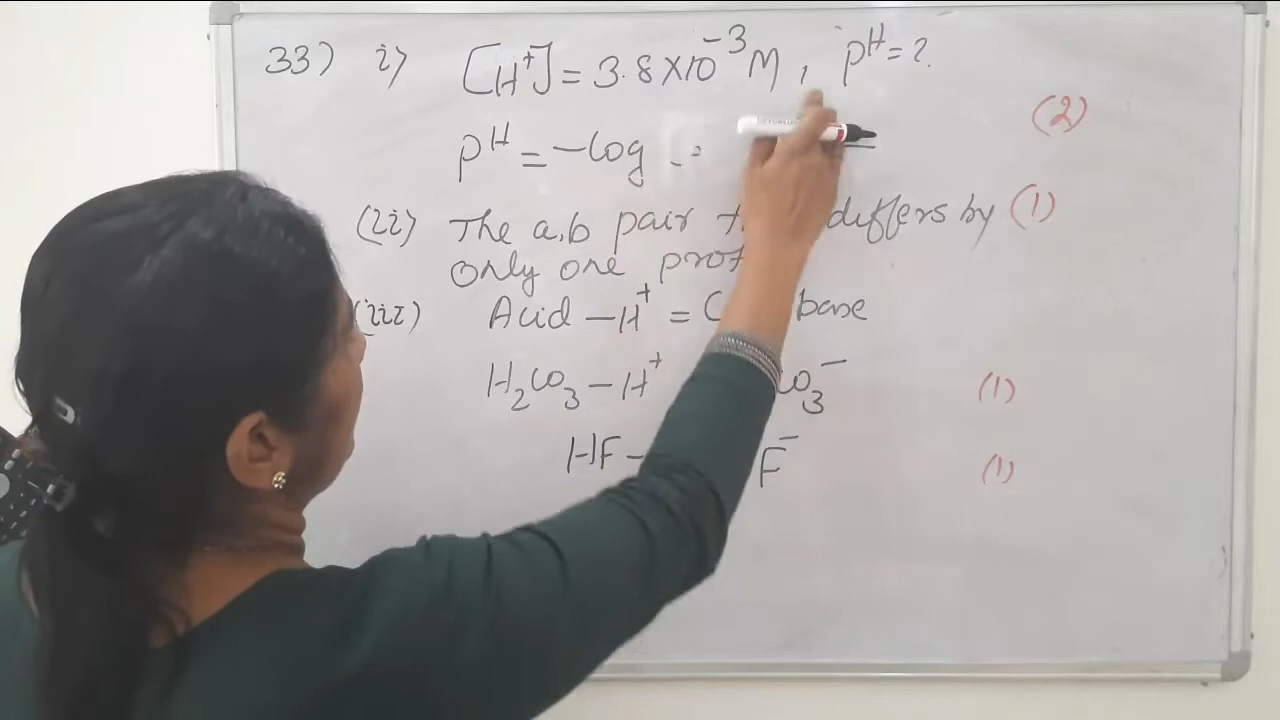 33) i) [H⁺] = 3.8 X 10⁻³ M, pH = ?
(2)
pH = -log
(ii) The a,b pair differs by (1)
only one
(iii) Acid - H⁺ = base
H₂CO₃ - H⁺ CO₃⁻ (1)
HF - F⁻ (1)